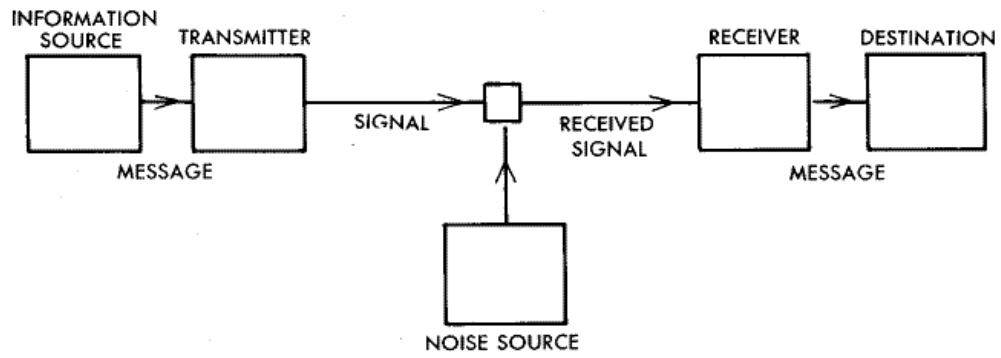 INFORMATION
SOURCE
TRANSMITTER
RECEIVER
DESTINATION
SIGNAL
RECEIVED
SIGNAL
MESSAGE
MESSAGE
NOISE SOURCE